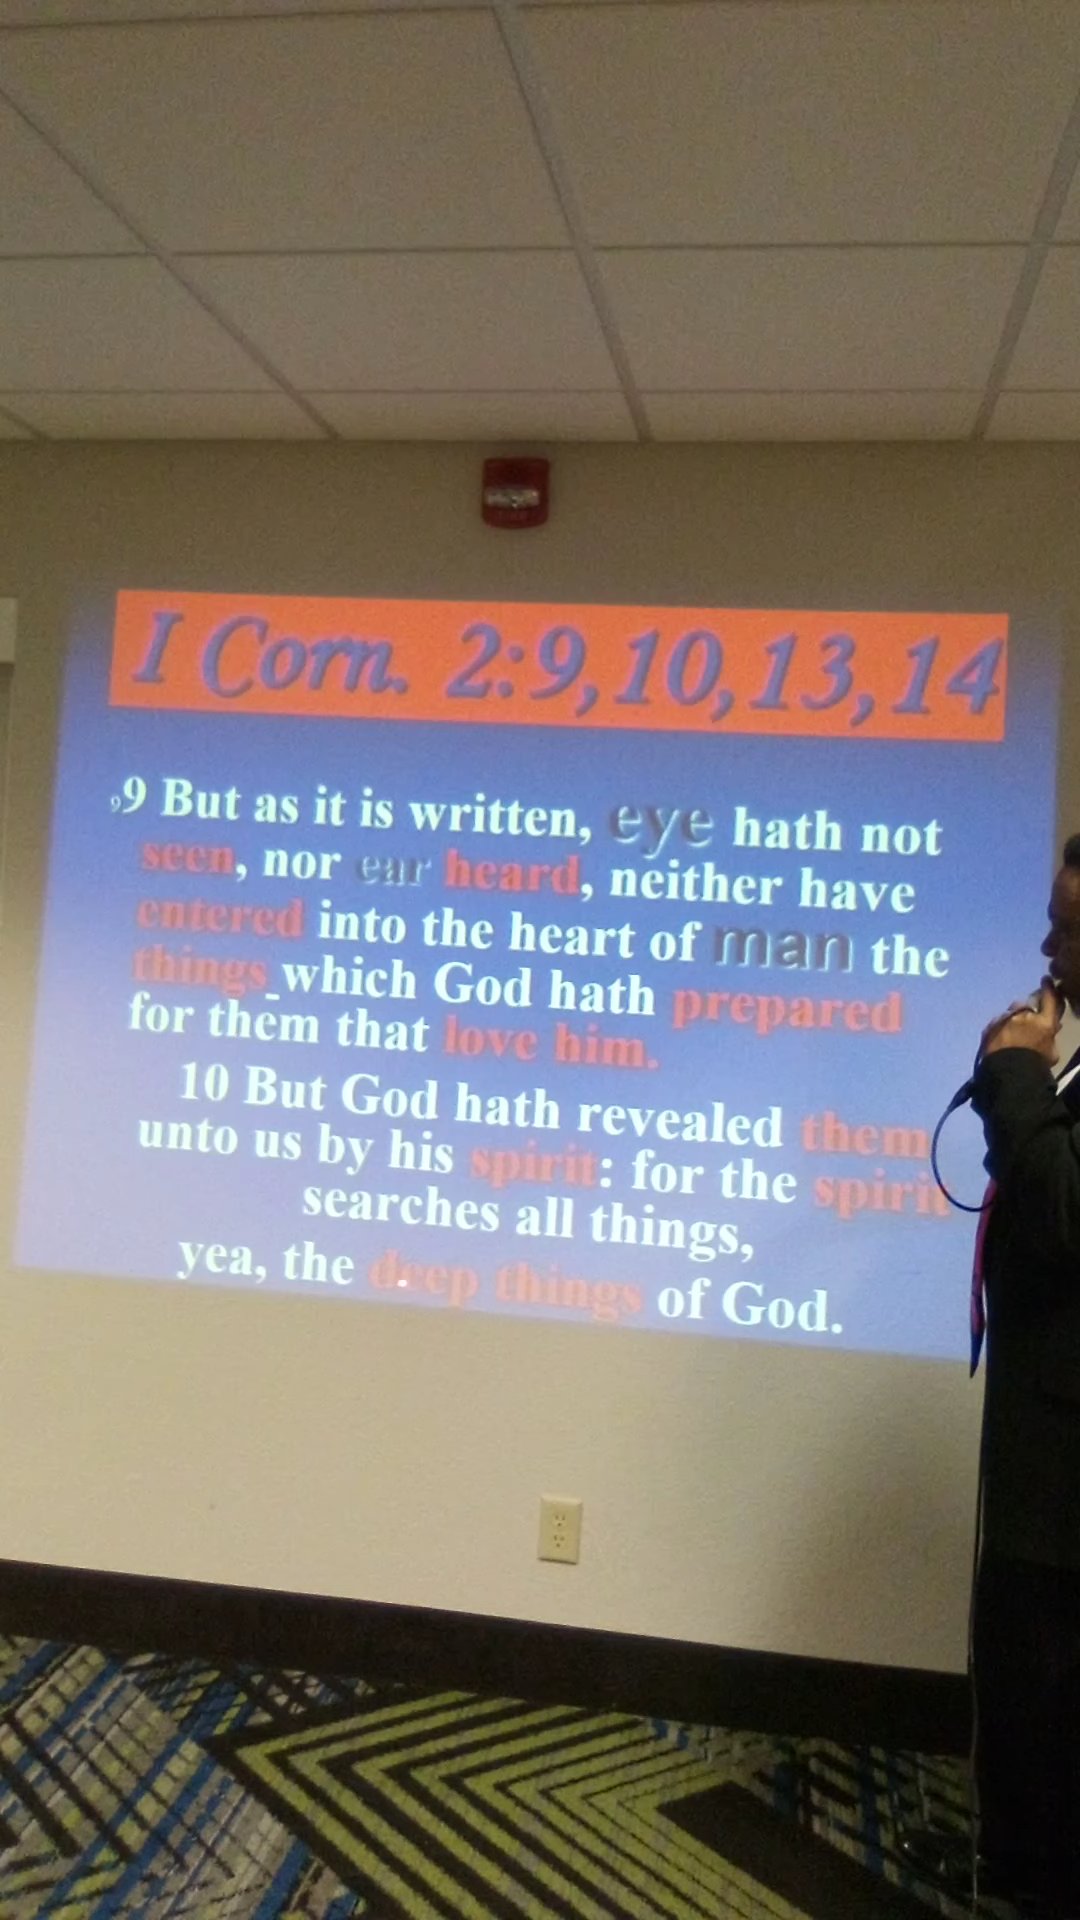 I Corn. 2:9,10,13,14
9 9 But as it is written, eye hath not
seen, nor ear heard, neither have
entered into the heart of man the
things which God hath prepared
for them that love him.
10 But God hath revealed them
unto us by his spirit: for the spirit
searches all things,
yea, the deep things of God.